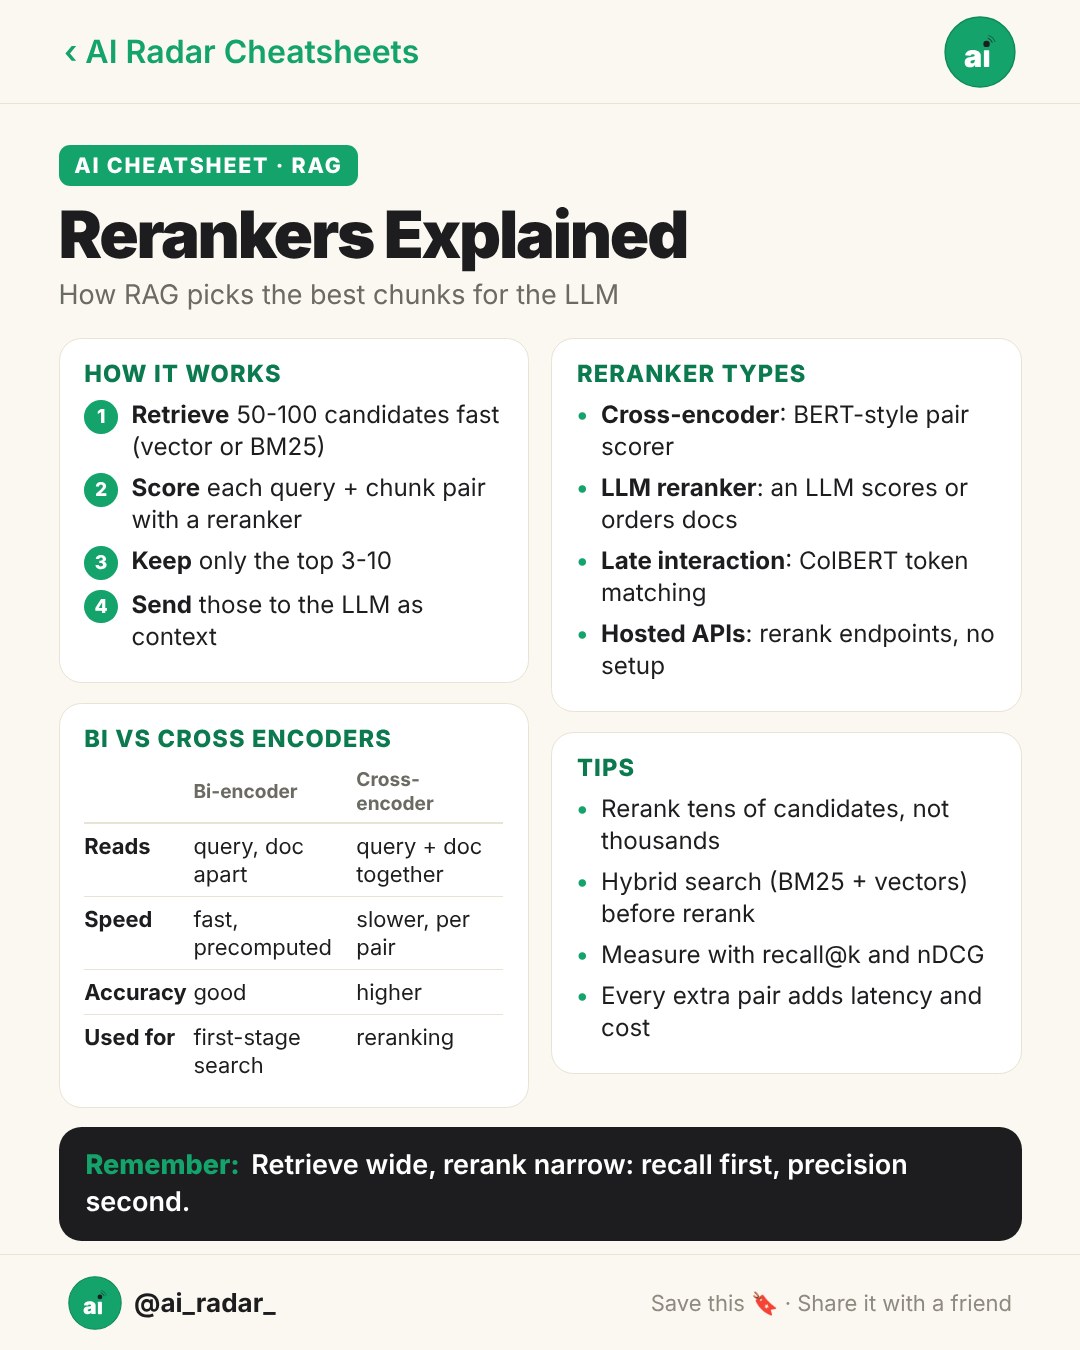 ‹ AI Radar Cheatsheets
ai
AI CHEATSHEET · RAG
Rerankers Explained
How RAG picks the best chunks for the LLM
HOW IT WORKS
1 Retrieve 50-100 candidates fast
(vector or BM25)
2 Score each query + chunk pair
with a reranker
3 Keep only the top 3-10
4 Send those to the LLM as
context
BI VS CROSS ENCODERS
Bi-encoder Cross-
encoder
Reads query, doc query + doc
apart together
Speed fast, slower, per
precomputed pair
Accuracy good higher
Used for first-stage reranking
search
RERANKER TYPES
• Cross-encoder: BERT-style pair
scorer
• LLM reranker: an LLM scores or
orders docs
• Late interaction: ColBERT token
matching
• Hosted APIs: rerank endpoints, no
setup
TIPS
• Rerank tens of candidates, not
thousands
• Hybrid search (BM25 + vectors)
before rerank
• Measure with recall@k and nDCG
• Every extra pair adds latency and
cost
Remember: Retrieve wide, rerank narrow: recall first, precision
second.
ai @ai_radar_
Save this 🔖 · Share it with a friend